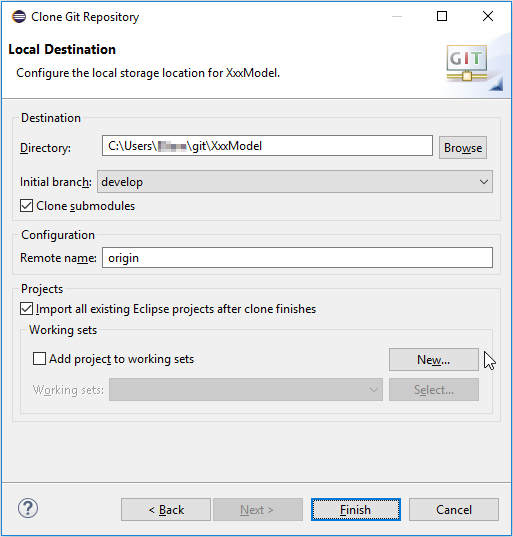 Clone Git Repository
Local Destination
Configure the local storage location for XxxModel.
GIT
Destination
Directory: C:\Users\ \git\XxxModel Browse
Initial branch: develop
Clone submodules
Configuration
Remote name: origin
Projects
Import all existing Eclipse projects after clone finishes
Working sets
Add project to working sets New...
Working sets: Select...
? < Back Next > Finish Cancel